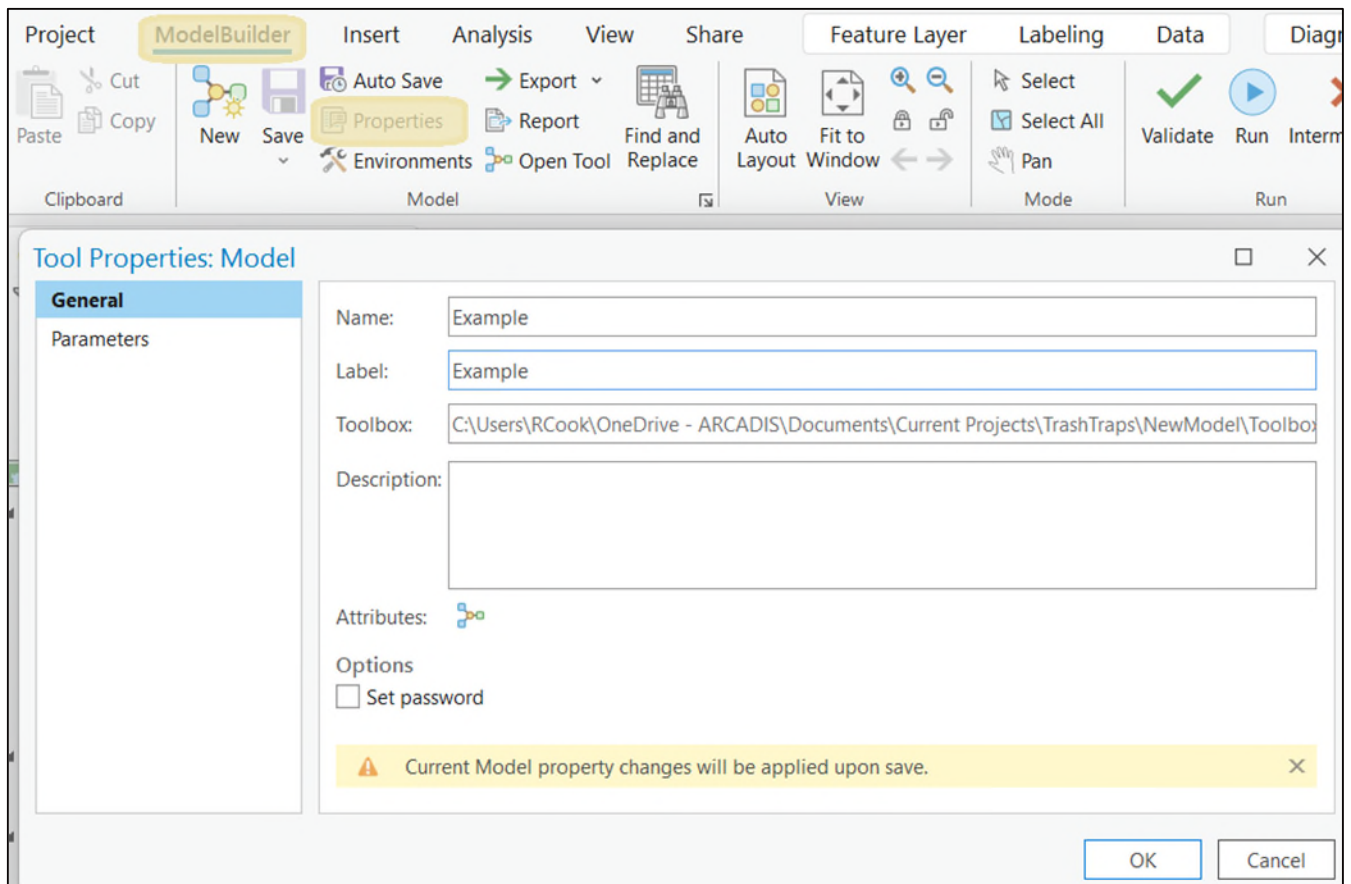 Project ModelBuilder Insert Analysis View Share Feature Layer Labeling Data
Cut Auto Save Export Select
Copy Properties Report Select All
Paste New Save Find and Auto Fit to Validate Run
Environments Open Tool Replace Layout Window Pan
Clipboard Model View Mode Run
Tool Properties: Model
General
Parameters
Name: Example
Label: Example
Toolbox: C:\Users\RCook\OneDrive - ARCADIS\Documents\Current Projects\TrashTraps\NewModel\Toolbox
Description:
Attributes:
Options
Set password
Current Model property changes will be applied upon save.
OK Cancel